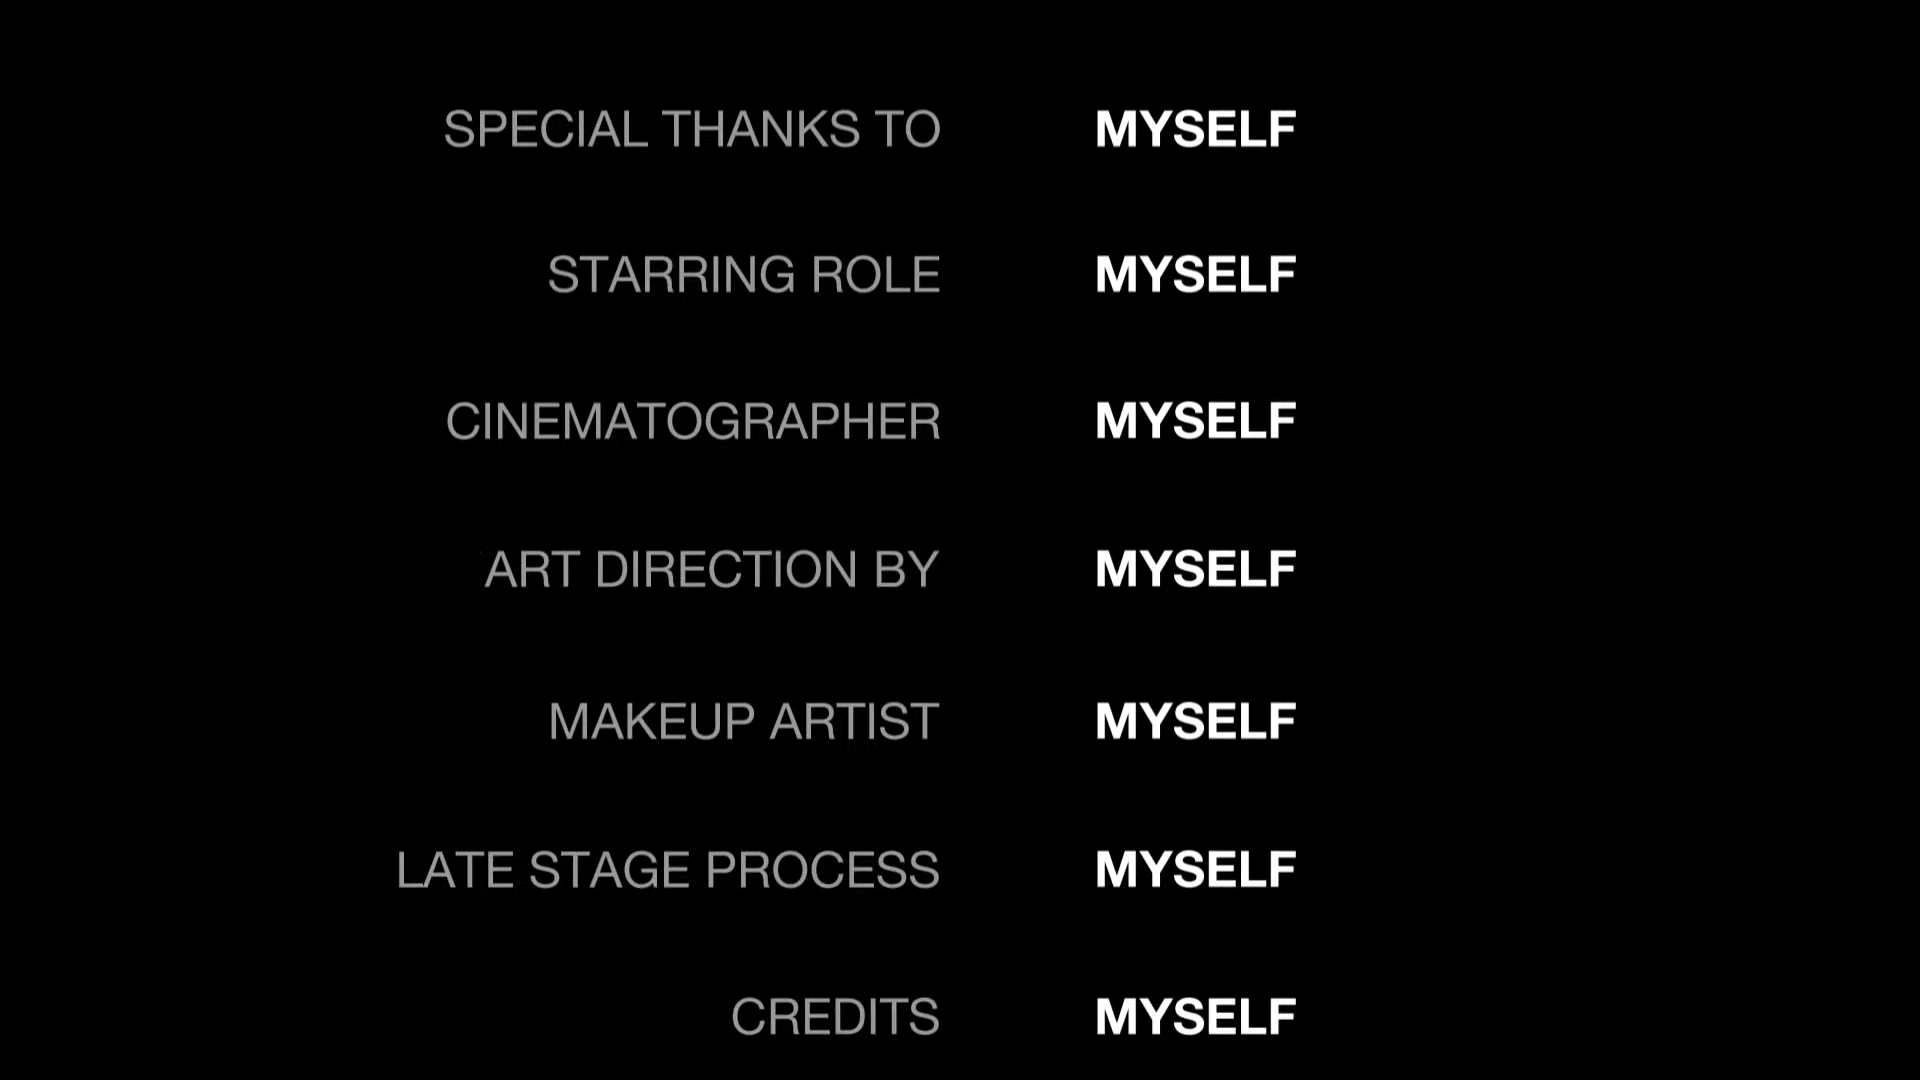 SPECIAL THANKS TO MYSELF
STARRING ROLE MYSELF
CINEMATOGRAPHER MYSELF
ART DIRECTION BY MYSELF
MAKEUP ARTIST MYSELF
LATE STAGE PROCESS MYSELF
CREDITS MYSELF